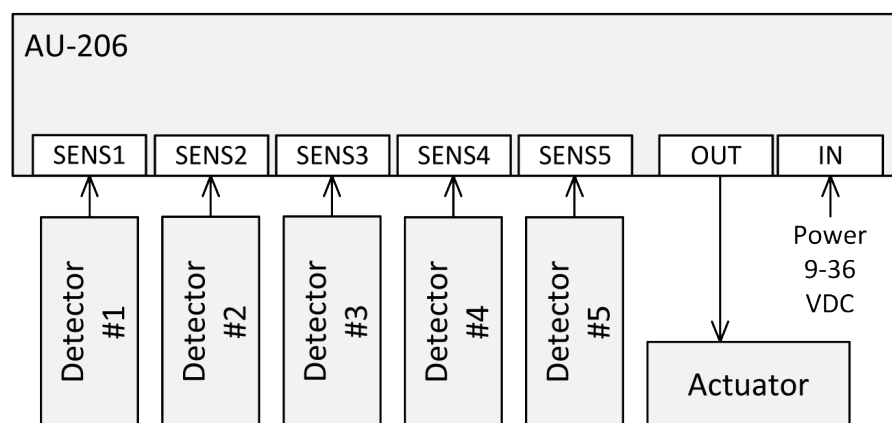 AU-206
SENS1
SENS2
SENS3
SENS4
SENS5
OUT
IN
Detector
#1
Detector
#2
Detector
#3
Detector
#4
Detector
#5
Power
9-36
VDC
Actuator